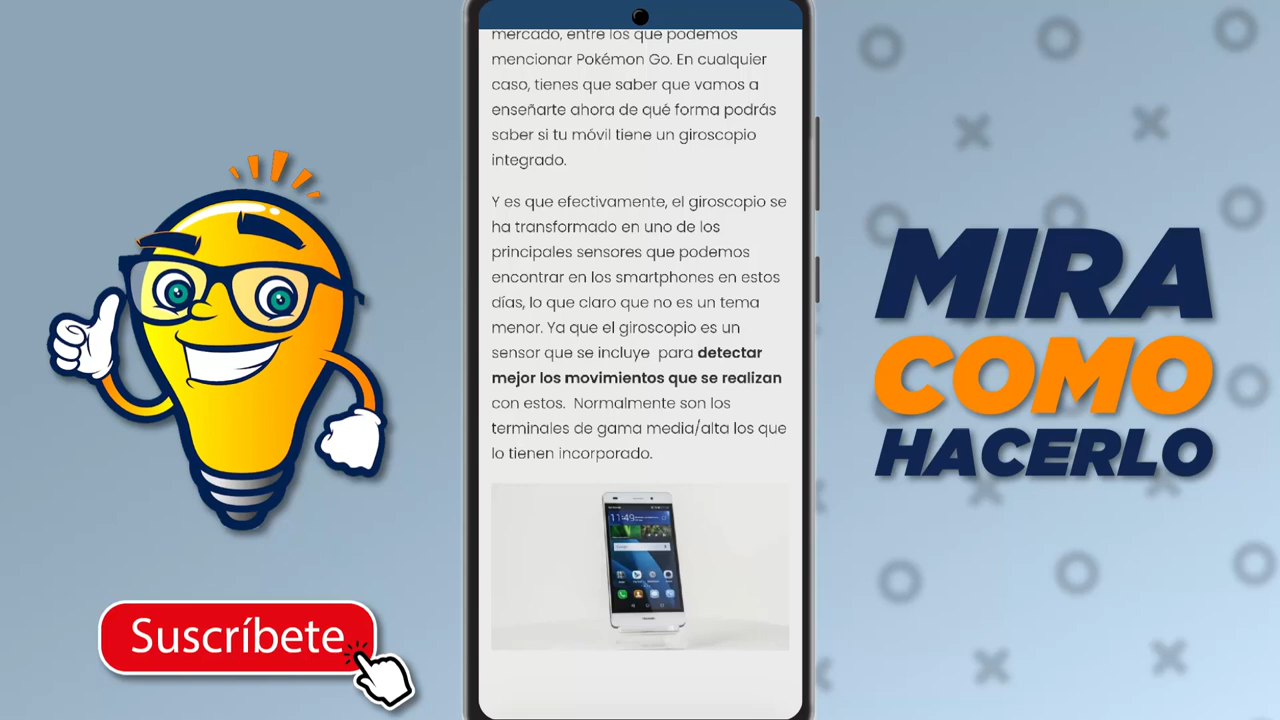 mercado, entre los que podemos
mencionar Pokémon Go. En cualquier
caso, tienes que saber que vamos a
enseñarte ahora de qué forma podrás
saber si tu móvil tiene un giroscopio
integrado.
Y es que efectivamente, el giroscopio se
ha transformado en uno de los
principales sensores que podemos
encontrar en los smartphones en estos
días, lo que claro que no es un tema
menor. Ya que el giroscopio es un
sensor que se incluye para detectar
mejor los movimientos que se realizan
con estos. Normalmente son los
terminales de gama media/alta los que
lo tienen incorporado.
11:49
Suscríbete
MIRA
COMO
HACERLO